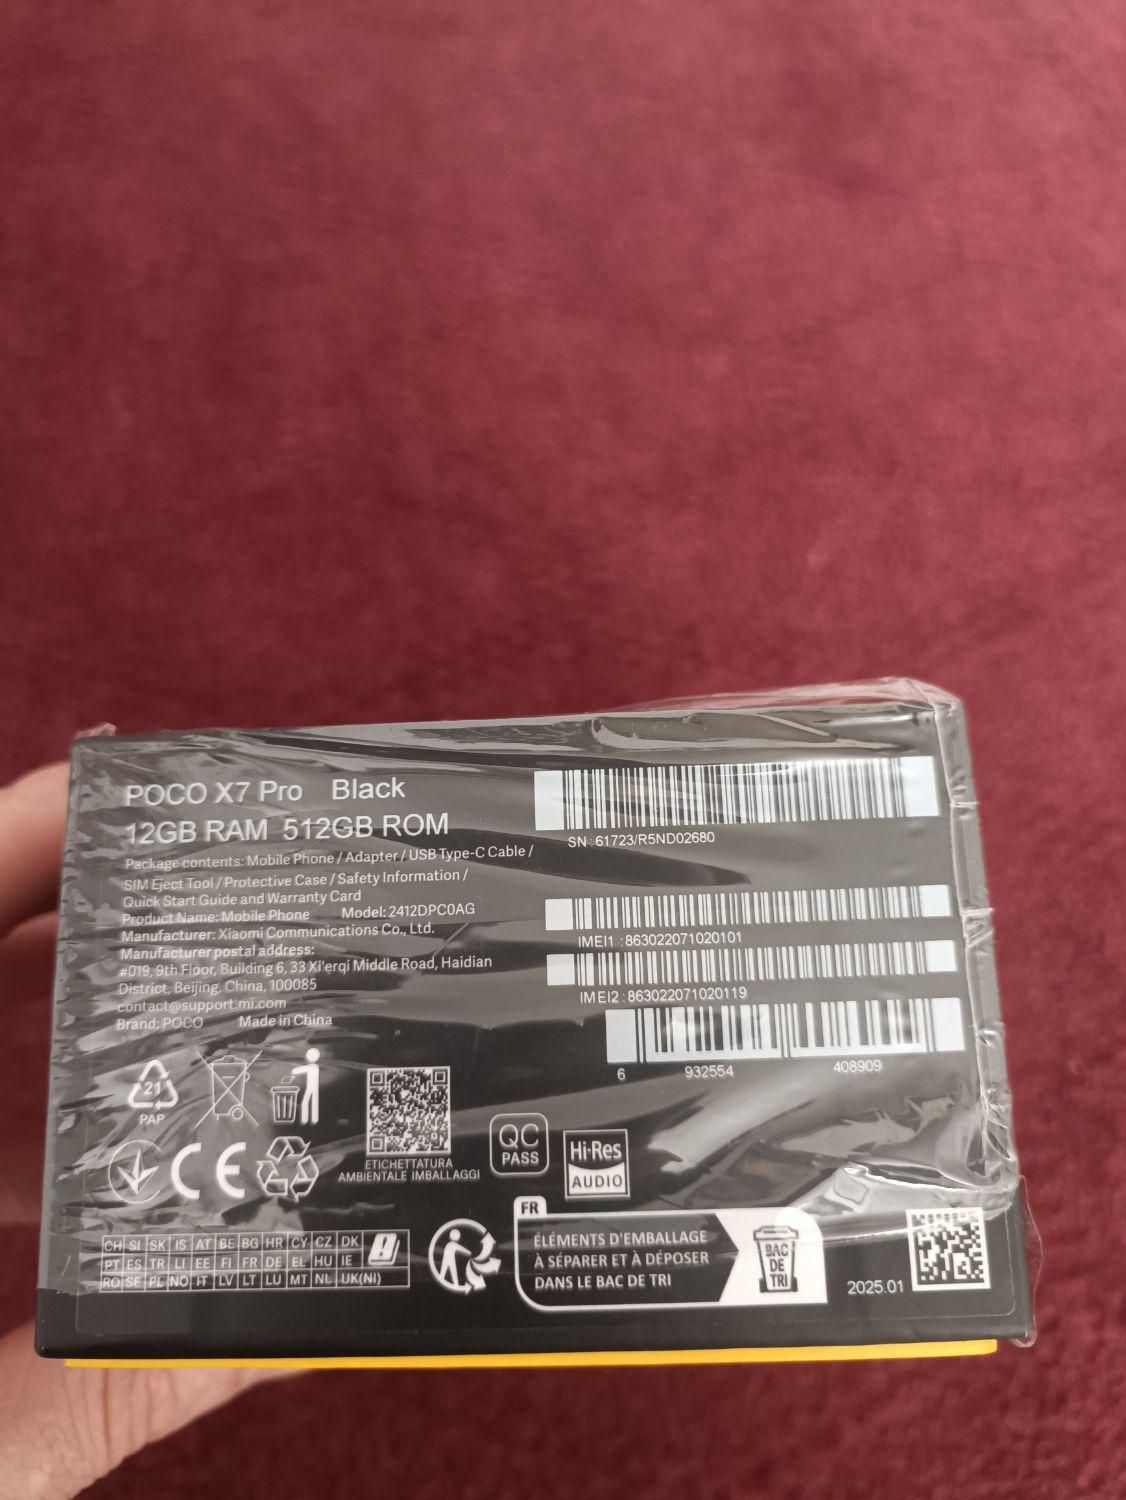 POCO X7 Pro Black
12GB RAM 512GB ROM
Package contents: Mobile Phone / Adapter / USB Type-C Cable /
SIM Eject Tool / Protective Case / Safety Information /
Quick Start Guide and Warranty Card
Product Name: Mobile Phone Model: 2412DPC0AG
Manufacturer: Xiaomi Communications Co., Ltd.
Manufacturer postal address:
#019, 9th Floor, Building 6, 33 Xi'erqi Middle Road, Haidian
District, Beijing, China, 100085
contact@support.mi.com
Brand: POCO Made in China
SN : 61723/R5ND02680
IMEI1 : 863022071020101
IMEI2 : 863022071020119
6 932554 408909
21
PAP
CE
ETICHETTATURA
AMBIENTALE IMBALLAGGI
QC
PASS
Hi-Res
AUDIO
CH SI SK IS AT BE BG HR CY CZ DK
PT ES TR LI EE FI FR DE EL HU IE
RO SE PL NO IT LV LT LU MT NL UK(NI)
FR
ÉLÉMENTS D'EMBALLAGE
À SÉPARER ET À DÉPOSER
DANS LE BAC DE TRI
BAC
DE
TRI
2025.01